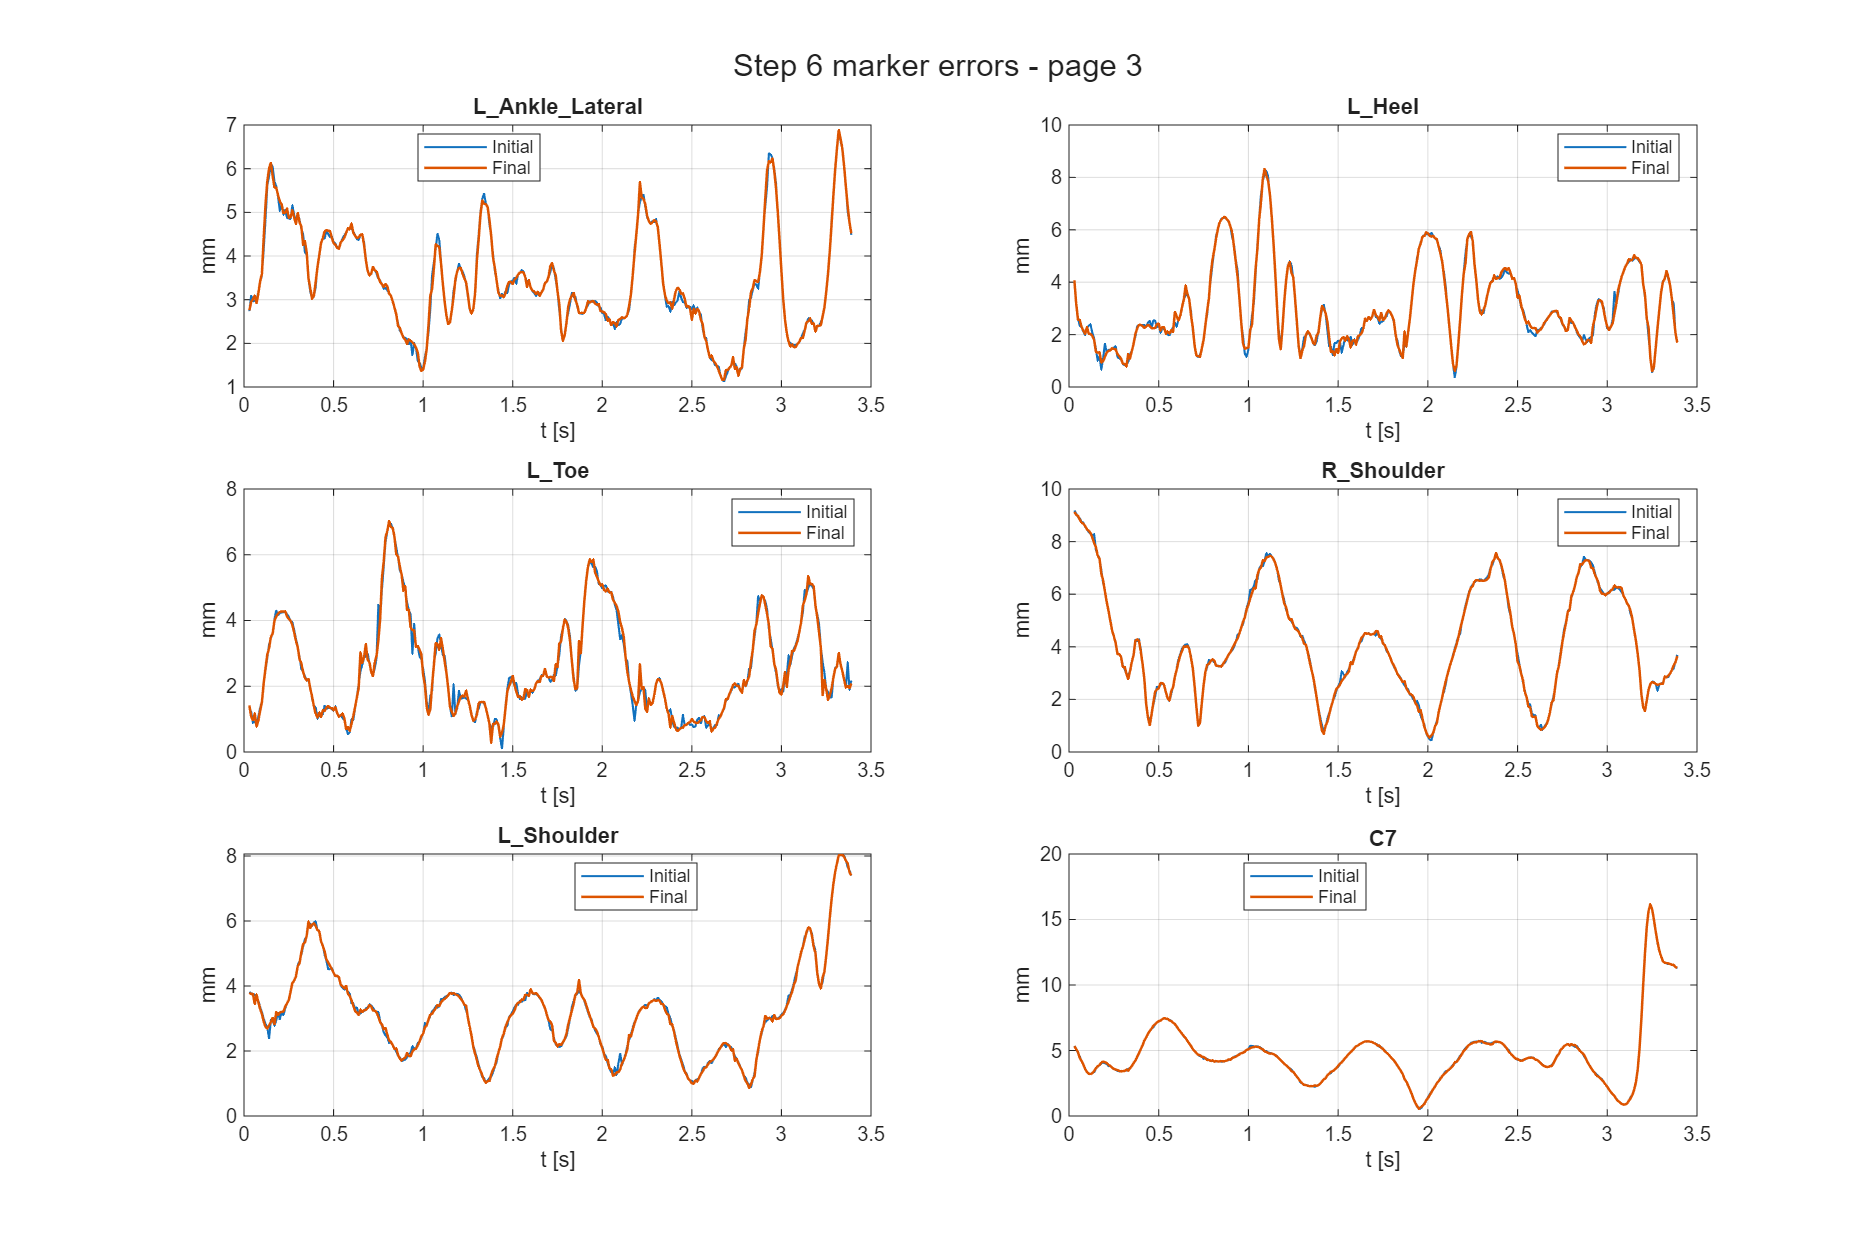 Step 6 marker errors - page 3
L_Ankle_Lateral
7
6
5
4
3
2
1
mm
Initial
Final
0 0.5 1 1.5 2 2.5 3 3.5
t [s]
L_Heel
10
8
6
4
2
0
mm
Initial
Final
0 0.5 1 1.5 2 2.5 3 3.5
t [s]
L_Toe
8
6
4
2
0
mm
Initial
Final
0 0.5 1 1.5 2 2.5 3 3.5
t [s]
R_Shoulder
10
8
6
4
2
0
mm
Initial
Final
0 0.5 1 1.5 2 2.5 3 3.5
t [s]
L_Shoulder
8
6
4
2
0
mm
Initial
Final
0 0.5 1 1.5 2 2.5 3 3.5
t [s]
C7
20
15
10
5
0
mm
Initial
Final
0 0.5 1 1.5 2 2.5 3 3.5
t [s]